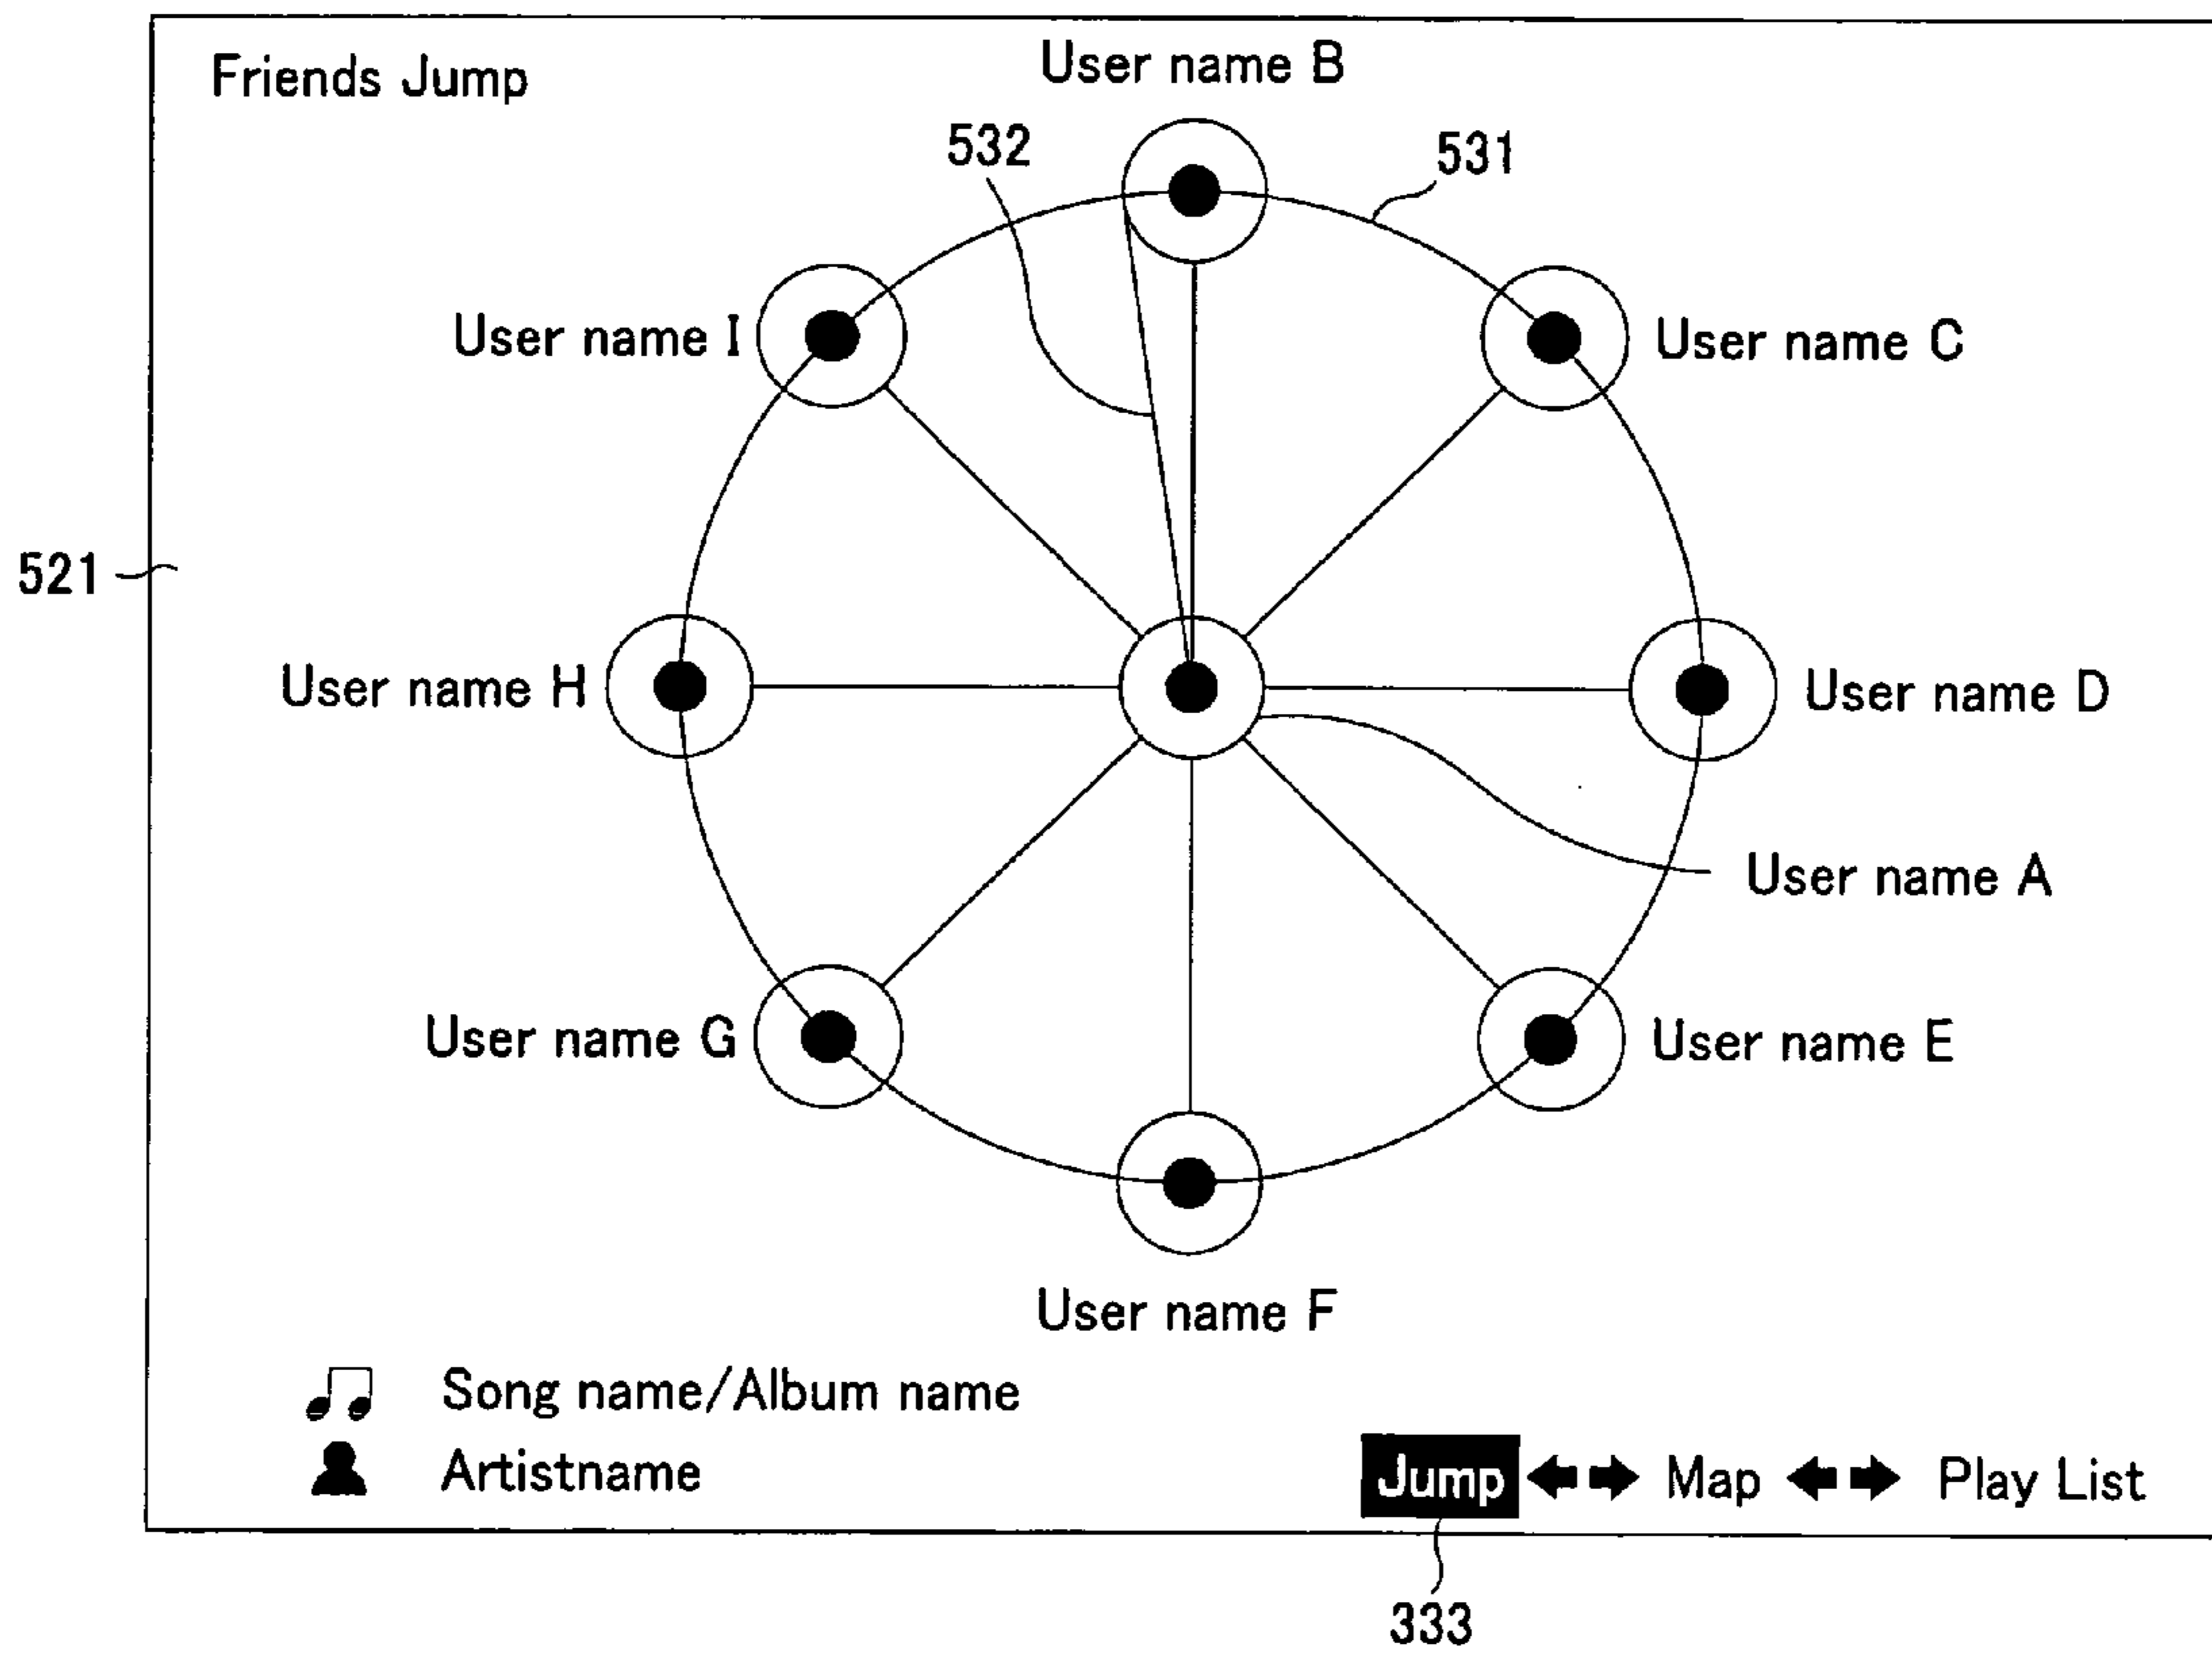 Friends Jump
User name B
532
531
User name I
User name C
521
User name H
User name D
User name A
User name G
User name E
User name F
Song name/Album name
Artistname
Jump Map Play List
333